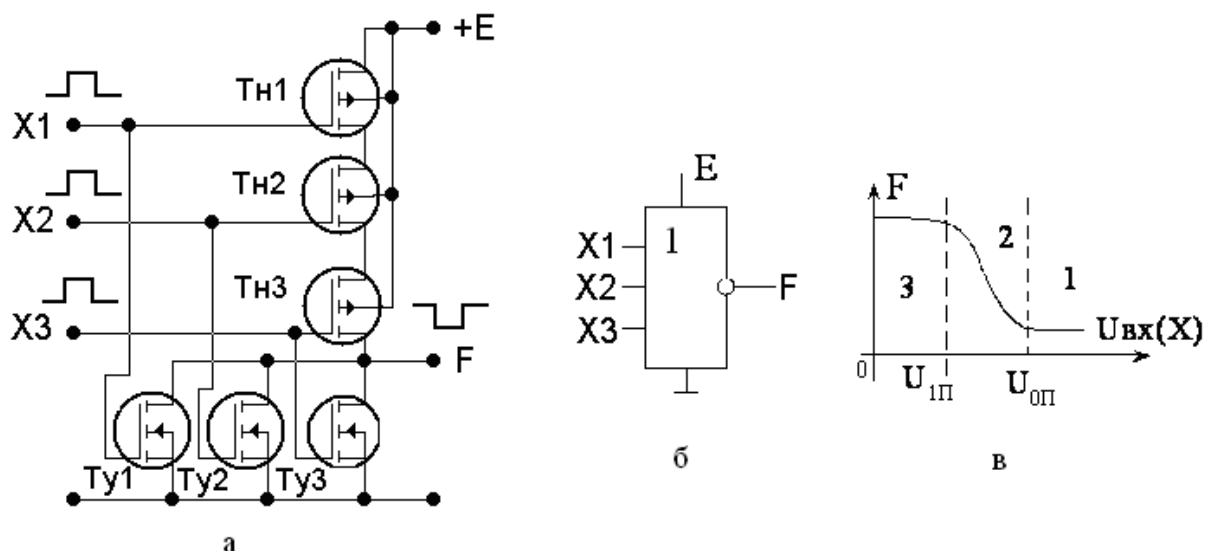 +E
Тн1
X1
Тн2
X2
Тн3
X3
F
Ту1
Ту2
Ту3
а
E
1
X1
X2
X3
F
б
F
2
3
1
Uвх(X)
0
U1П
U0П
в